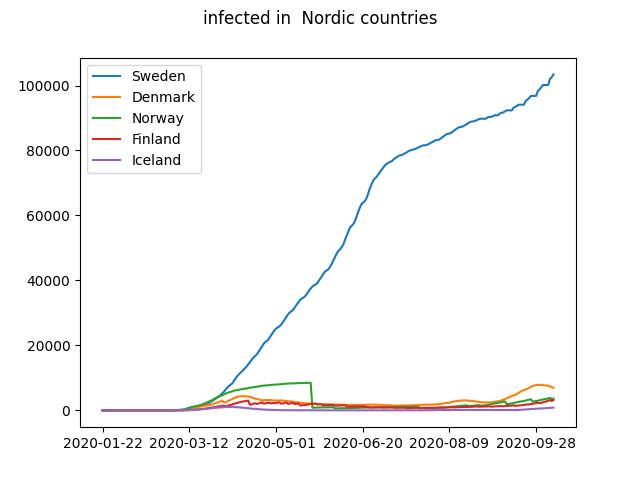 infected in  Nordic countries
Sweden
Denmark
Norway
Finland
Iceland
100000
80000
60000
40000
20000
0
2020-01-22 2020-03-12 2020-05-01 2020-06-20 2020-08-09 2020-09-28